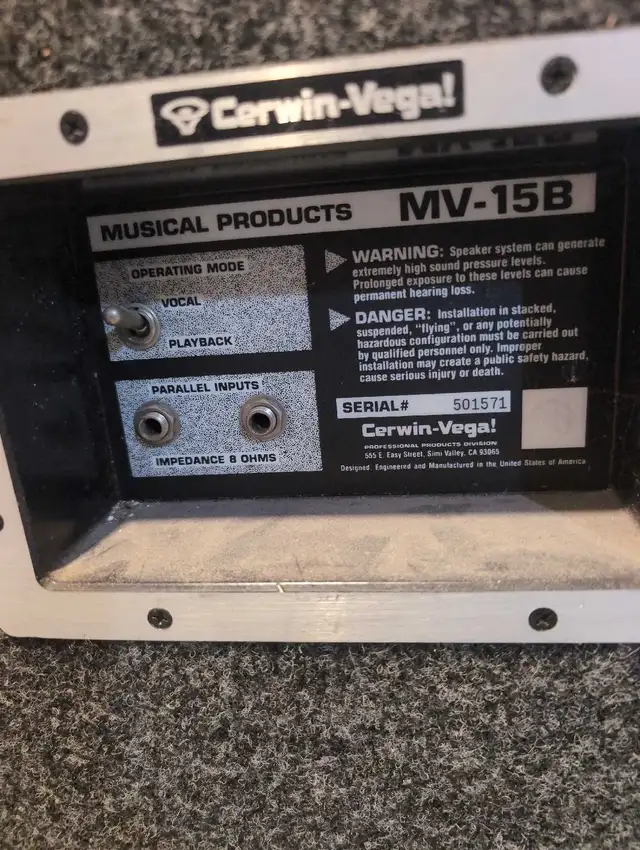 Cerwin-Vega!
MUSICAL PRODUCTS MV-15B
OPERATING MODE
VOCAL
PLAYBACK
PARALLEL INPUTS
IMPEDANCE 8 OHMS
WARNING: Speaker system can generate
extremely high sound pressure levels.
Prolonged exposure to these levels can cause
permanent hearing loss.
DANGER: Installation in stacked,
suspended, "flying", or any potentially
hazardous configuration must be carried out
by qualified personnel only. Improper
installation may create a public safety hazard,
cause serious injury or death.
SERIAL# 501571
Cerwin-Vega!
PROFESSIONAL PRODUCTS DIVISION
555 E. Easy Street, Simi Valley, CA 93065
Designed, Engineered and Manufactured in the United States of America